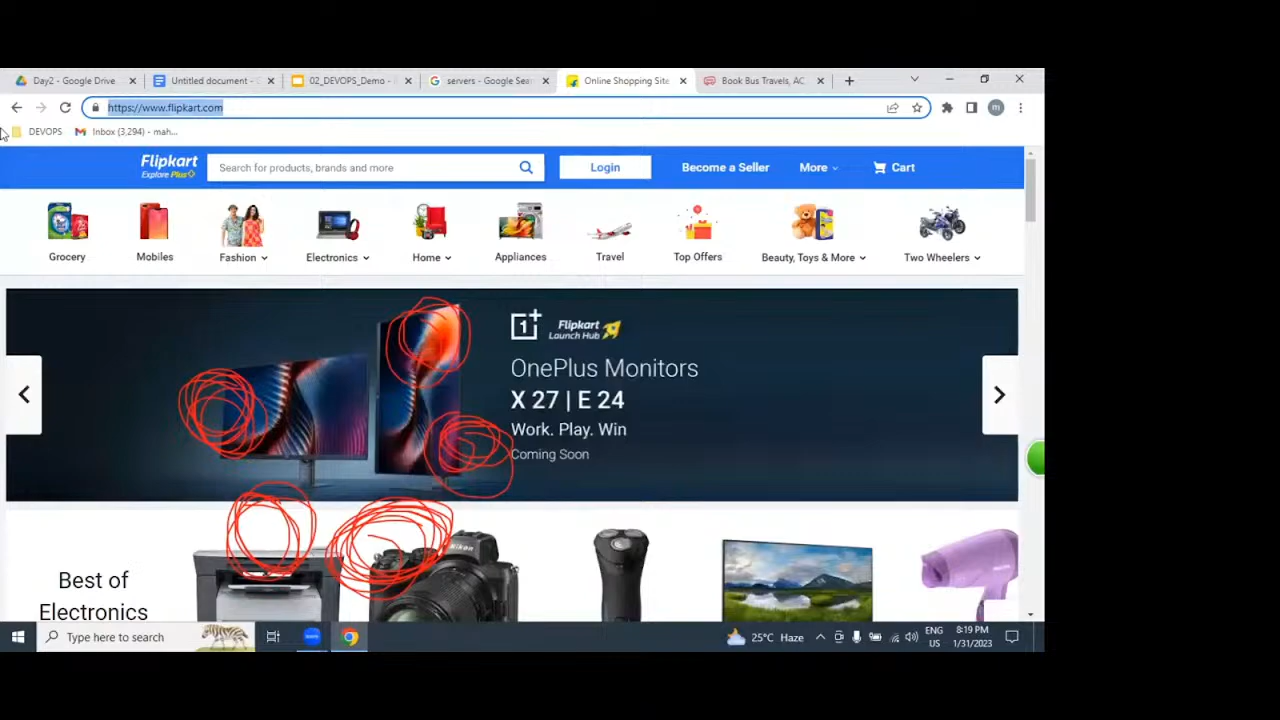 Day2 - Google Drive
Untitled document -
02_DEVOPS_Demo -
servers - Google Sea
Online Shopping Site
Book Bus Travels, AC
https://www.flipkart.com
m
DEVOPS
Inbox (3,294) - mah...
Flipkart
Explore Plus
Search for products, brands and more
Login
Become a Seller
More
Cart
Grocery
Mobiles
Fashion
Electronics
Home
Appliances
Travel
Top Offers
Beauty, Toys & More
Two Wheelers
1+
Flipkart
Launch Hub
OnePlus Monitors
X 27 | E 24
Work. Play. Win
Coming Soon
Nikon
Best of
Electronics
Type here to search
zoom
25°C Haze
ENG
US
8:19 PM
1/31/2023